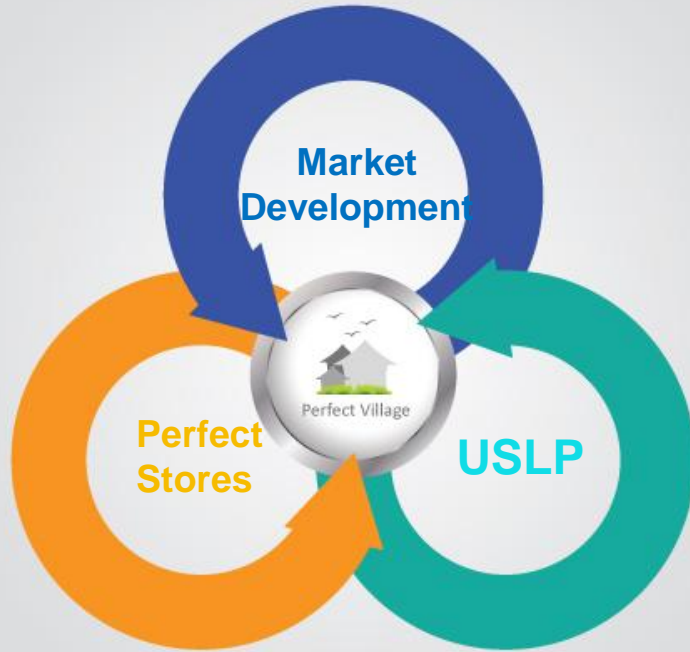 Market
Development
Perfect Village
Perfect
Stores
USLP